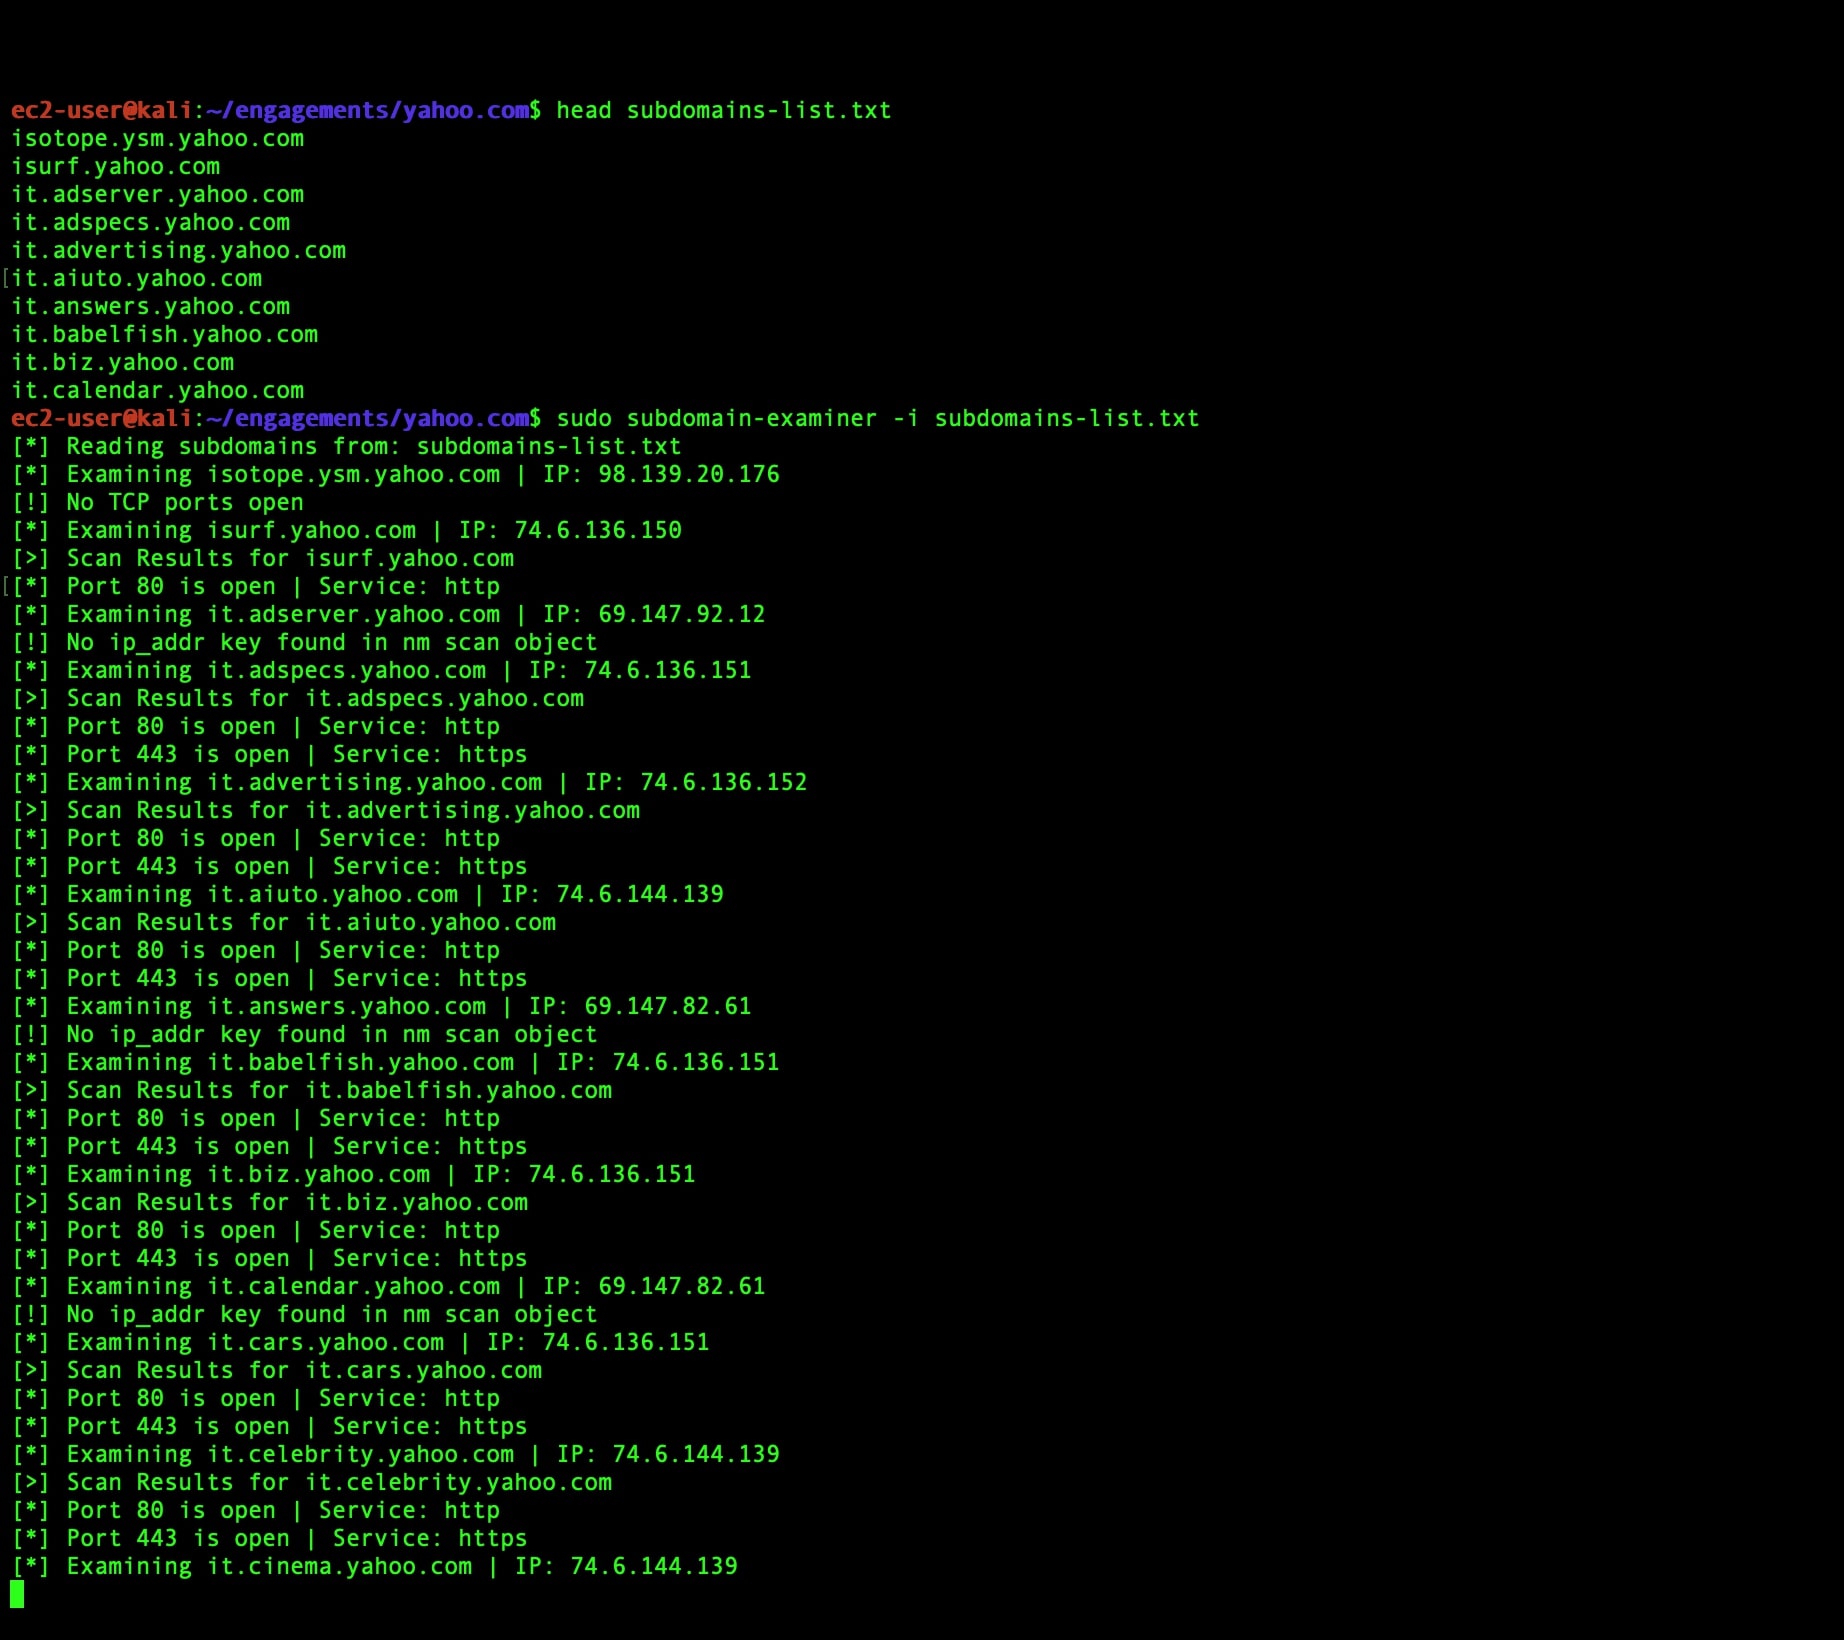 ec2-user@kali:~/engagements/yahoo.com$ head subdomains-list.txt
isotope.ysm.yahoo.com
isurf.yahoo.com
it.adserver.yahoo.com
it.adspecs.yahoo.com
it.advertising.yahoo.com
[it.aiuto.yahoo.com
it.answers.yahoo.com
it.babelfish.yahoo.com
it.biz.yahoo.com
it.calendar.yahoo.com
ec2-user@kali:~/engagements/yahoo.com$ sudo subdomain-examiner -i subdomains-list.txt
[*] Reading subdomains from: subdomains-list.txt
[*] Examining isotope.ysm.yahoo.com | IP: 98.139.20.176
[!] No TCP ports open
[*] Examining isurf.yahoo.com | IP: 74.6.136.150
[>] Scan Results for isurf.yahoo.com
[[*] Port 80 is open | Service: http
[*] Examining it.adserver.yahoo.com | IP: 69.147.92.12
[!] No ip_addr key found in nm scan object
[*] Examining it.adspecs.yahoo.com | IP: 74.6.136.151
[>] Scan Results for it.adspecs.yahoo.com
[*] Port 80 is open | Service: http
[*] Port 443 is open | Service: https
[*] Examining it.advertising.yahoo.com | IP: 74.6.136.152
[>] Scan Results for it.advertising.yahoo.com
[*] Port 80 is open | Service: http
[*] Port 443 is open | Service: https
[*] Examining it.aiuto.yahoo.com | IP: 74.6.144.139
[>] Scan Results for it.aiuto.yahoo.com
[*] Port 80 is open | Service: http
[*] Port 443 is open | Service: https
[*] Examining it.answers.yahoo.com | IP: 69.147.82.61
[!] No ip_addr key found in nm scan object
[*] Examining it.babelfish.yahoo.com | IP: 74.6.136.151
[>] Scan Results for it.babelfish.yahoo.com
[*] Port 80 is open | Service: http
[*] Port 443 is open | Service: https
[*] Examining it.biz.yahoo.com | IP: 74.6.136.151
[>] Scan Results for it.biz.yahoo.com
[*] Port 80 is open | Service: http
[*] Port 443 is open | Service: https
[*] Examining it.calendar.yahoo.com | IP: 69.147.82.61
[!] No ip_addr key found in nm scan object
[*] Examining it.cars.yahoo.com | IP: 74.6.136.151
[>] Scan Results for it.cars.yahoo.com
[*] Port 80 is open | Service: http
[*] Port 443 is open | Service: https
[*] Examining it.celebrity.yahoo.com | IP: 74.6.144.139
[>] Scan Results for it.celebrity.yahoo.com
[*] Port 80 is open | Service: http
[*] Port 443 is open | Service: https
[*] Examining it.cinema.yahoo.com | IP: 74.6.144.139